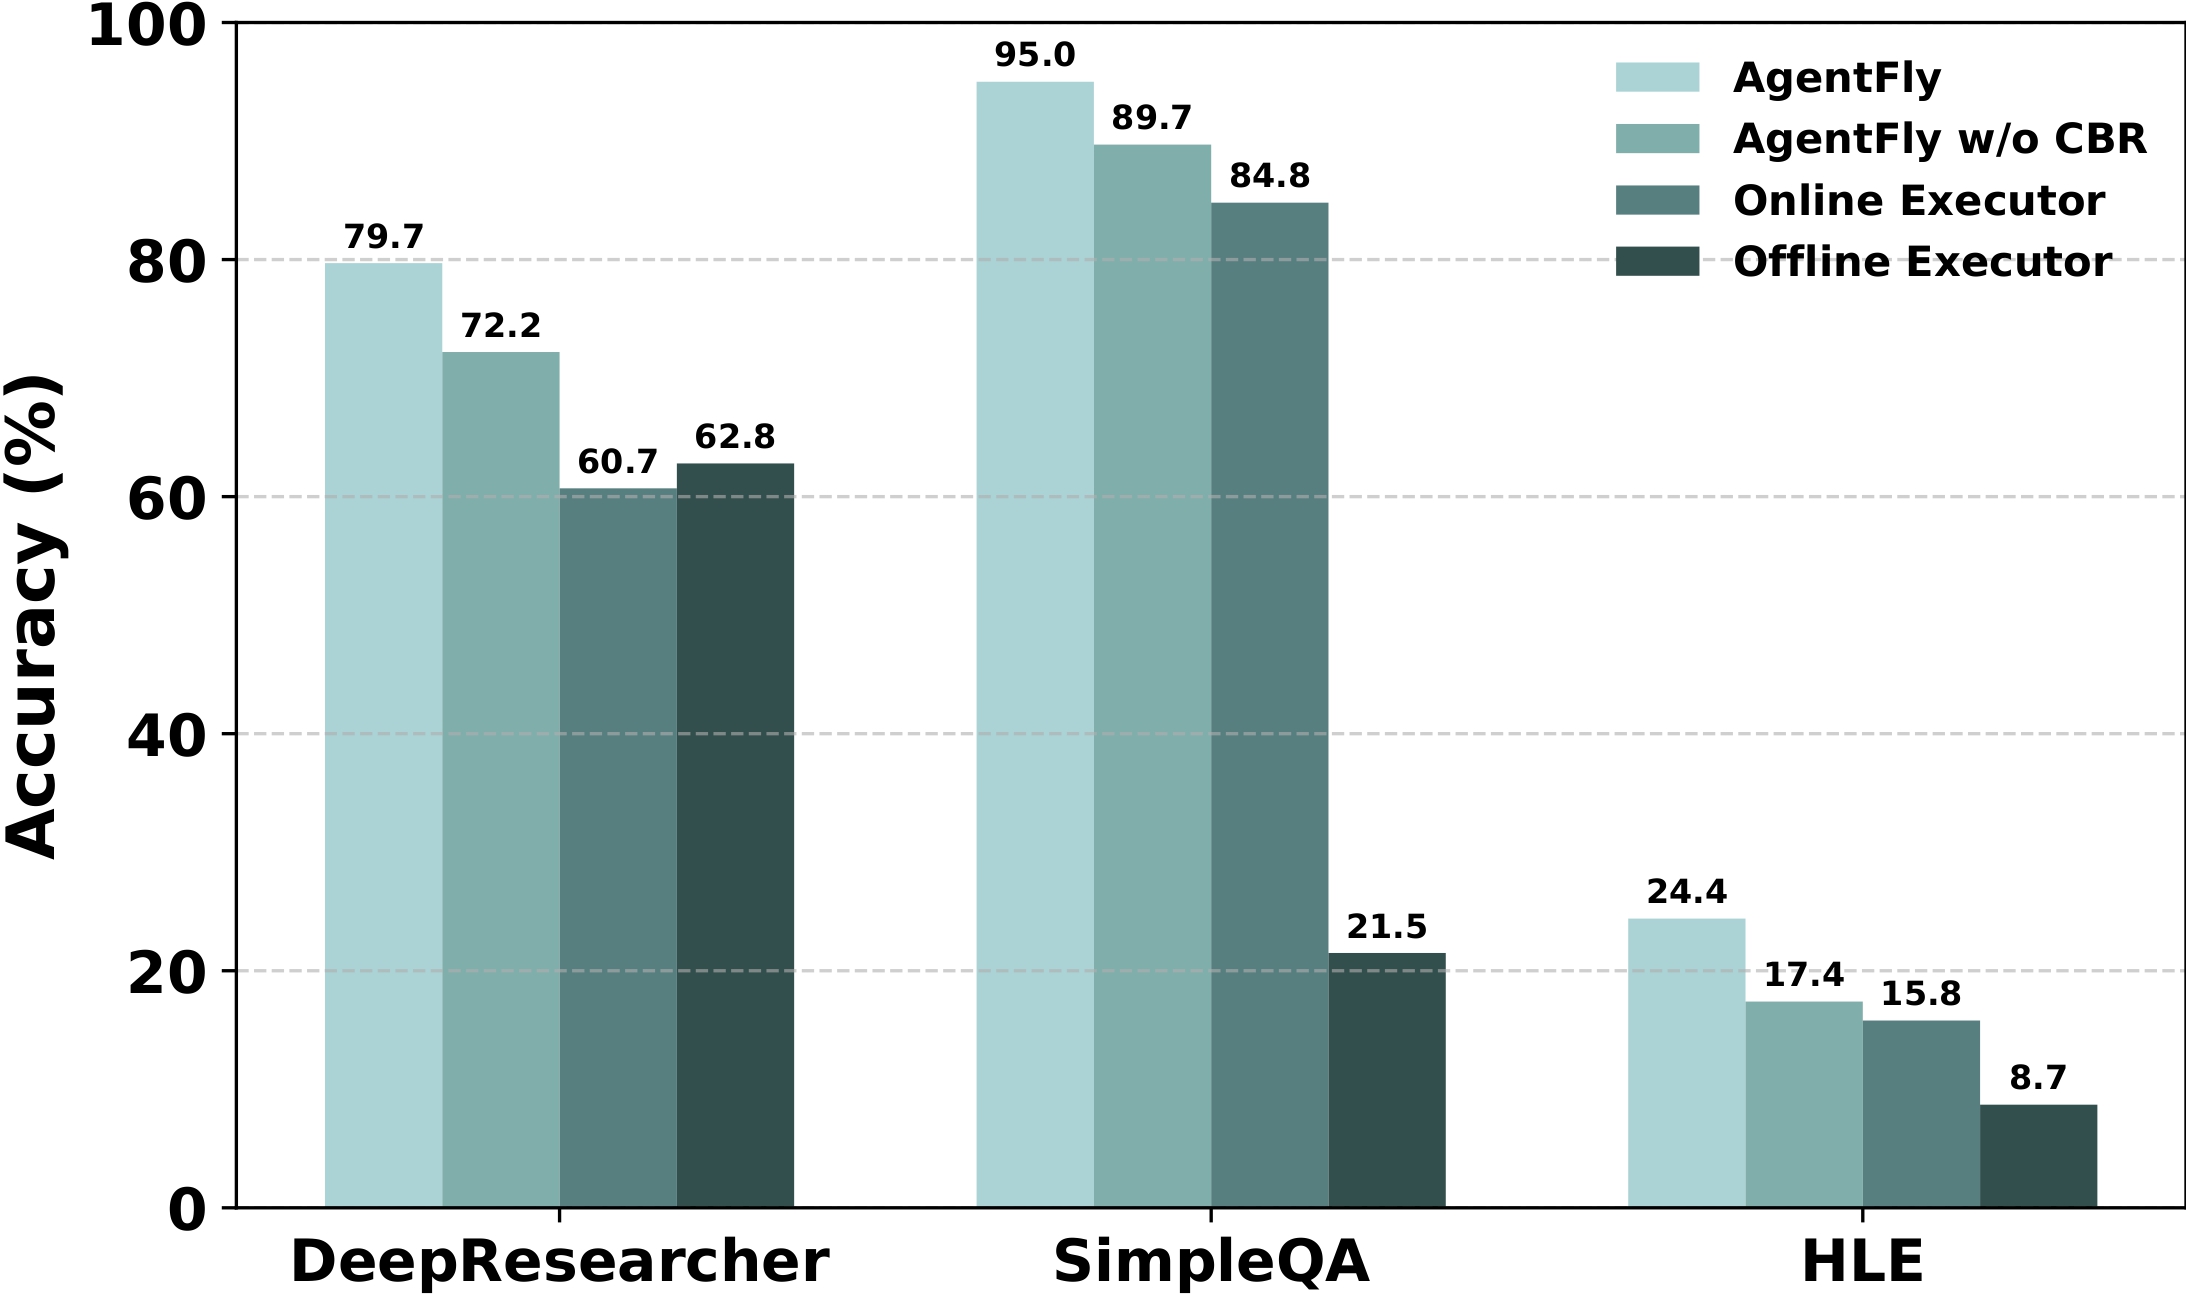 Accuracy (%)
100
80
60
40
20
0
79.7
72.2
60.7
62.8
95.0
89.7
84.8
21.5
24.4
17.4
15.8
8.7
AgentFly
AgentFly w/o CBR
Online Executor
Offline Executor
DeepResearcher
SimpleQA
HLE